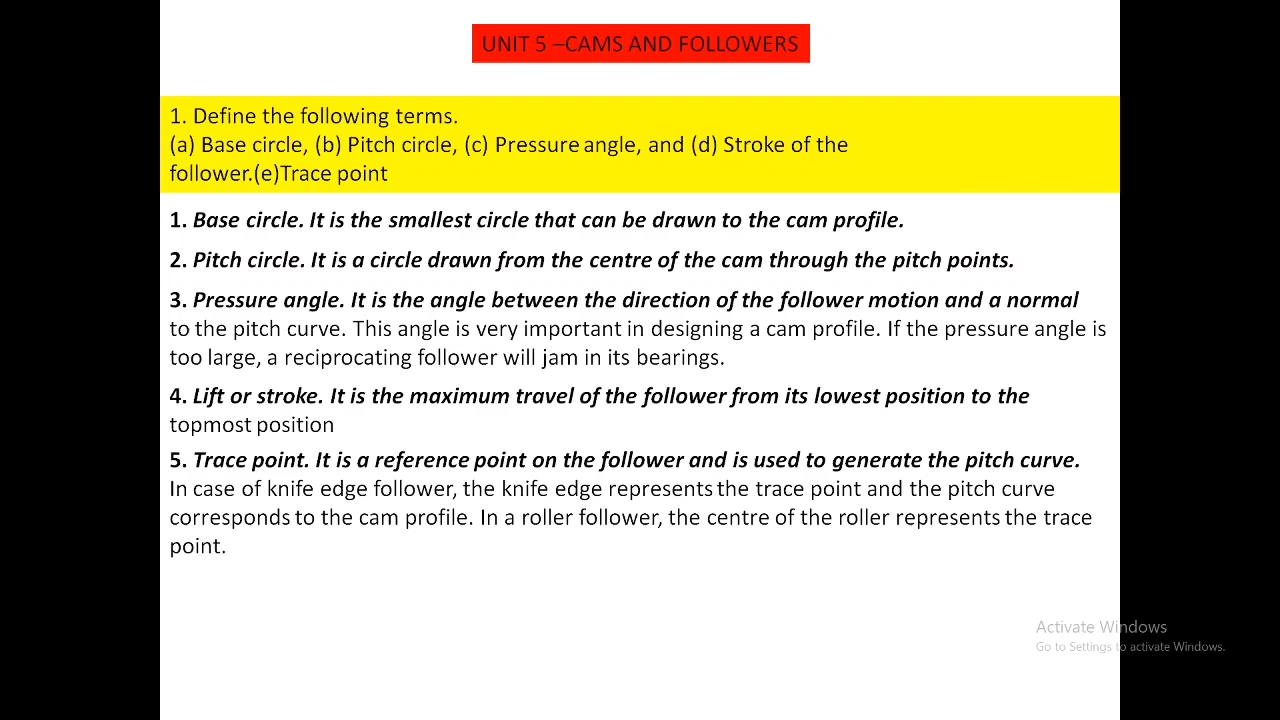 UNIT 5 –CAMS AND FOLLOWERS
1. Define the following terms.
(a) Base circle, (b) Pitch circle, (c) Pressure angle, and (d) Stroke of the
follower.(e)Trace point
1. Base circle. It is the smallest circle that can be drawn to the cam profile.
2. Pitch circle. It is a circle drawn from the centre of the cam through the pitch points.
3. Pressure angle. It is the angle between the direction of the follower motion and a normal
to the pitch curve. This angle is very important in designing a cam profile. If the pressure angle is
too large, a reciprocating follower will jam in its bearings.
4. Lift or stroke. It is the maximum travel of the follower from its lowest position to the
topmost position
5. Trace point. It is a reference point on the follower and is used to generate the pitch curve.
In case of knife edge follower, the knife edge represents the trace point and the pitch curve
corresponds to the cam profile. In a roller follower, the centre of the roller represents the trace
point.
Activate Windows
Go to Settings to activate Windows.